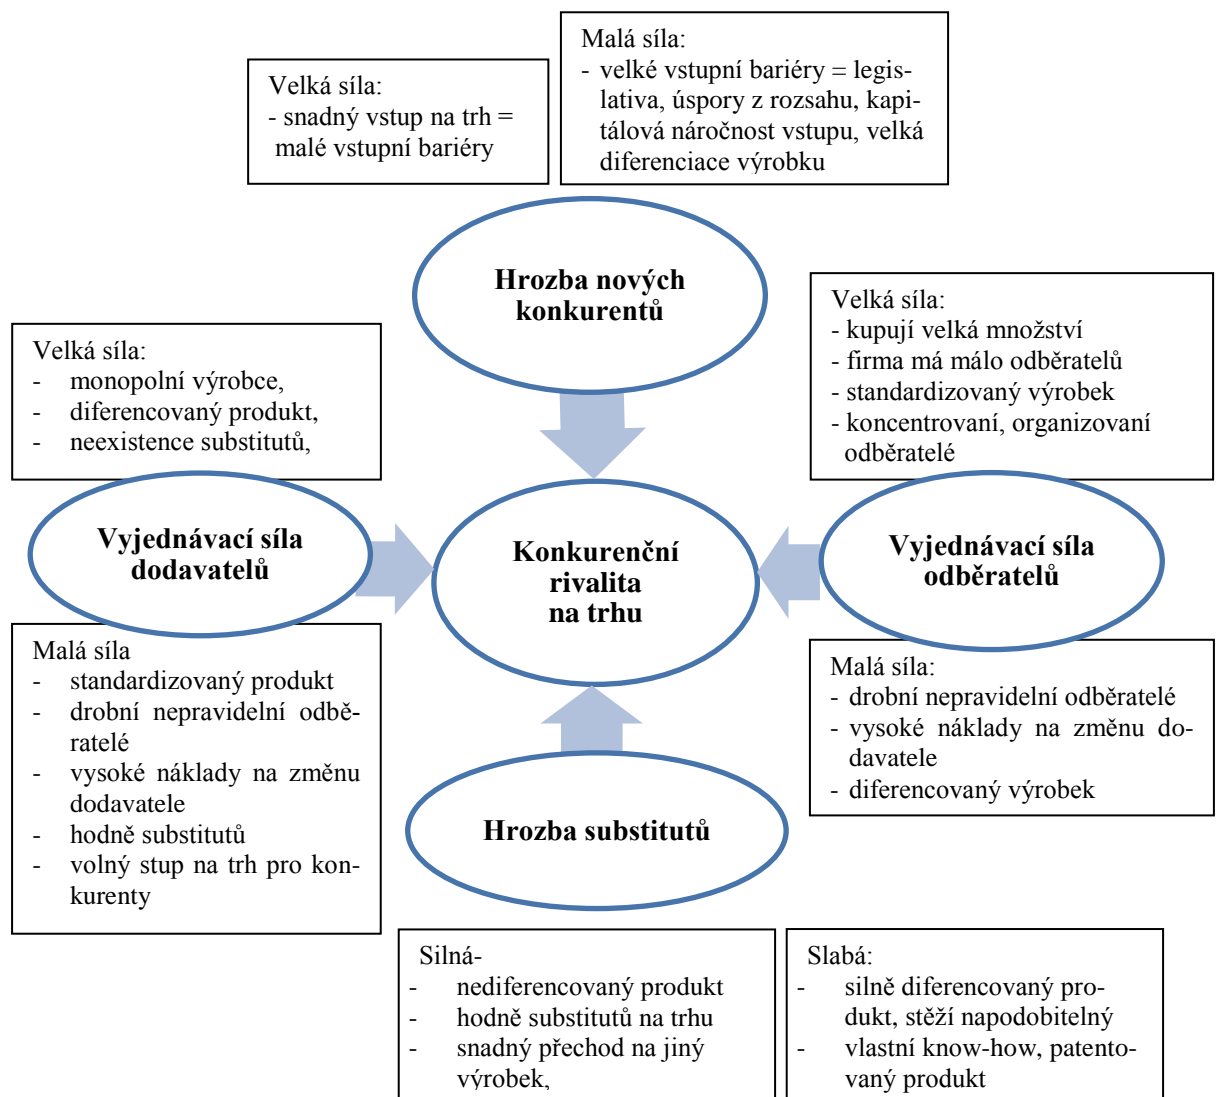 Velká síla:
- snadný vstup na trh =
malé vstupní bariéry
Malá síla:
- velké vstupní bariéry = legis-
lativa, úspory z rozsahu, kapi-
tálová náročnost vstupu, velká
diferenciace výrobku
Hrozba nových
konkurentů
Velká síla:
- monopolní výrobce,
- diferencovaný produkt,
- neexistence substitutů,
Velká síla:
- kupují velká množství
- firma má málo odběratelů
- standardizovaný výrobek
- koncentrovaní, organizovaní
odběratelé
Vyjednávací síla
dodavatelů
Konkurenční
rivalita
na trhu
Vyjednávací síla
odběratelů
Malá síla
- standardizovaný produkt
- drobní nepravidelní odbě-
ratelé
- vysoké náklady na změnu
dodavatele
- hodně substitutů
- volný stup na trh pro kon-
kurenty
Malá síla:
- drobní nepravidelní odběratelé
- vysoké náklady na změnu do-
davatele
- diferencovaný výrobek
Hrozba substitutů
Silná-
- nediferencovaný produkt
- hodně substitutů na trhu
- snadný přechod na jiný
výrobek,
Slabá:
- silně diferencovaný pro-
dukt, stěží napodobitelný
- vlastní know-how, patento-
vaný produkt